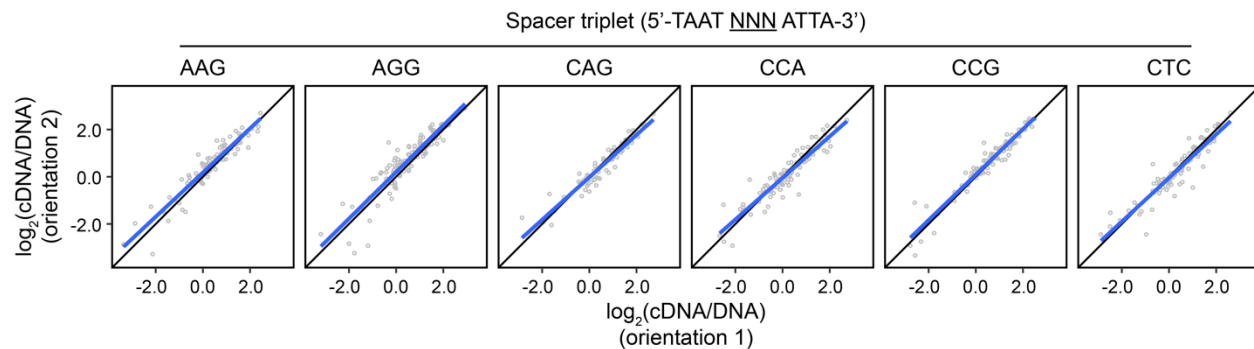 Spacer triplet (5’-TAAT NNN ATTA-3’)
AAG AGG CAG CCA CCG CTC
log2(cDNA/DNA)
(orientation 2)
2.0
0.0
-2.0
-2.0 0.0 2.0 -2.0 0.0 2.0 -2.0 0.0 2.0 -2.0 0.0 2.0 -2.0 0.0 2.0 -2.0 0.0 2.0
log2(cDNA/DNA)
(orientation 1)